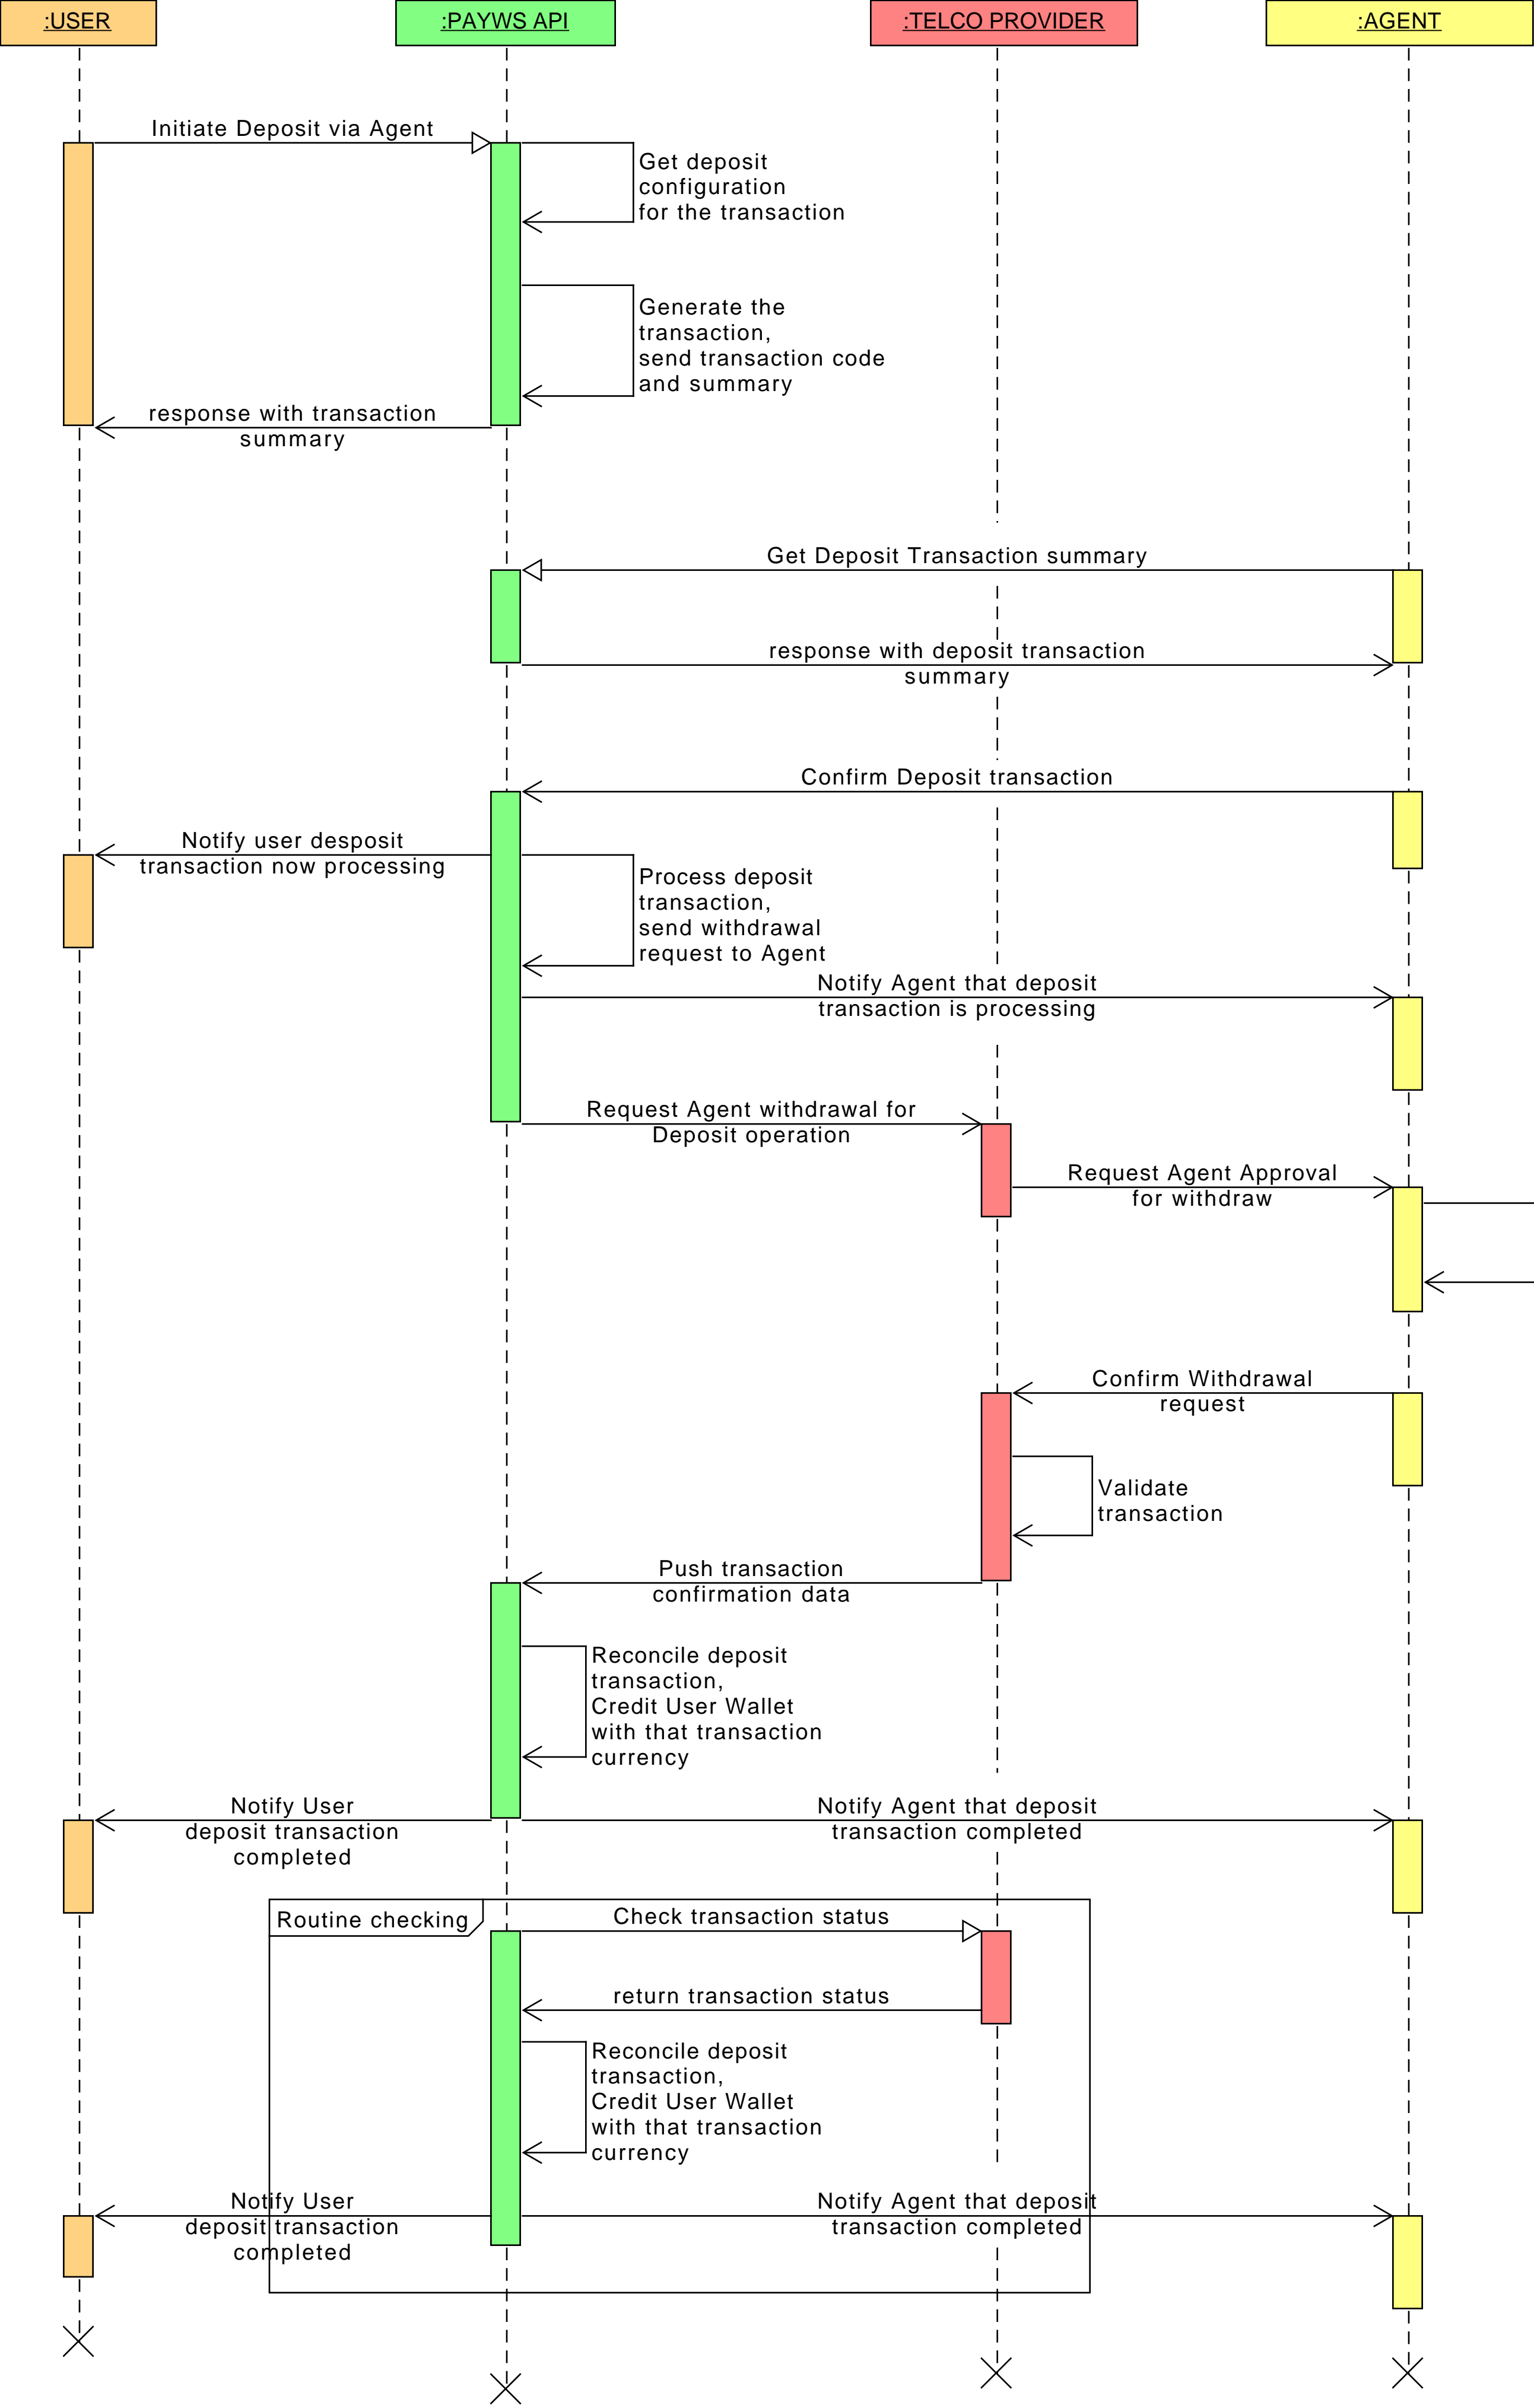 :USER
:PAYWS API
:TELCO PROVIDER
:AGENT
Initiate Deposit via Agent
Get deposit
configuration
for the transaction
Generate the
transaction,
send transaction code
and summary
response with transaction
summary
Get Deposit Transaction summary
response with deposit transaction
summary
Confirm Deposit transaction
Notify user desposit
transaction now processing
Process deposit
transaction,
send withdrawal
request to Agent
Notify Agent that deposit
transaction is processing
Request Agent withdrawal for
Deposit operation
Request Agent Approval
for withdraw
Confirm Withdrawal
request
Validate
transaction
Push transaction
confirmation data
Reconcile deposit
transaction,
Credit User Wallet
with that transaction
currency
Notify User
deposit transaction
completed
Notify Agent that deposit
transaction completed
Routine checking
Check transaction status
return transaction status
Reconcile deposit
transaction,
Credit User Wallet
with that transaction
currency
Notify User
deposit transaction
completed
Notify Agent that deposit
transaction completed